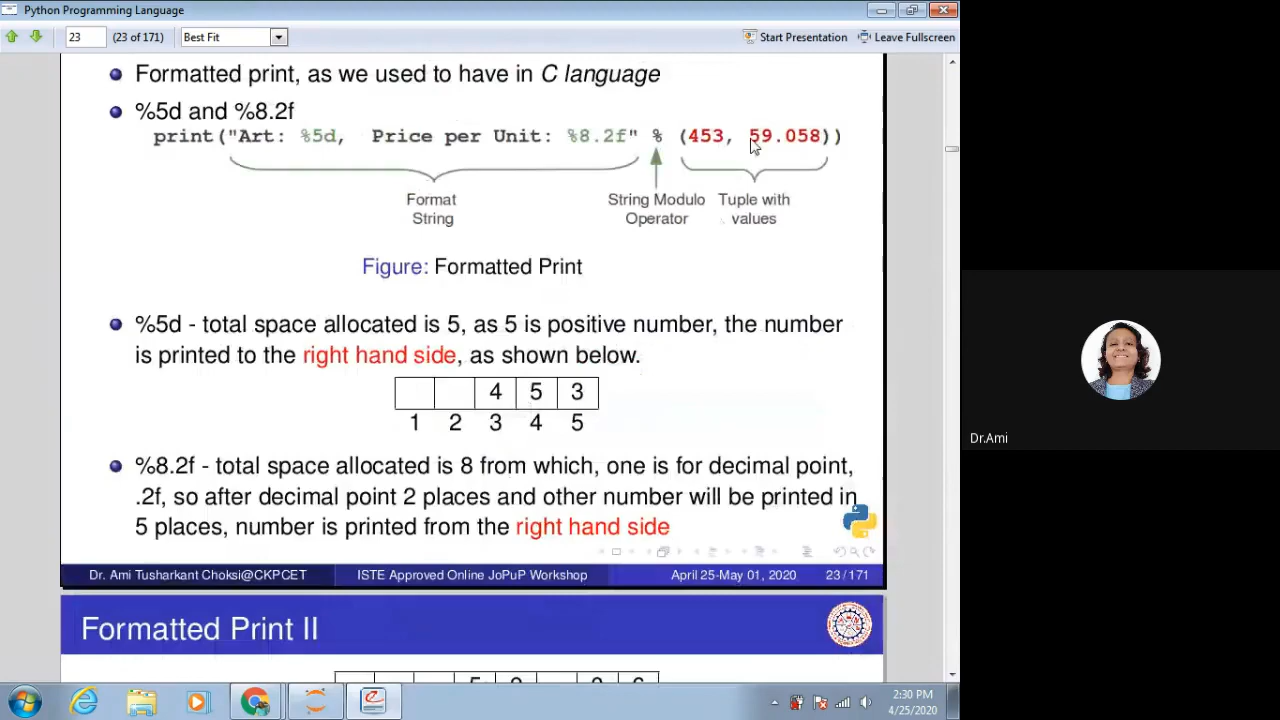 Python Programming Language
23
(23 of 171)
Best Fit
Start Presentation
Leave Fullscreen
Formatted print, as we used to have in C language
%5d and %8.2f
print("Art: %5d, Price per Unit: %8.2f" % (453, 59.058))
Format
String
String Modulo
Operator
Tuple with
values
Figure: Formatted Print
%5d - total space allocated is 5, as 5 is positive number, the number
is printed to the right hand side, as shown below.
4 5 3
1 2 3 4 5
%8.2f - total space allocated is 8 from which, one is for decimal point,
.2f, so after decimal point 2 places and other number will be printed in
5 places, number is printed from the right hand side
Dr. Ami Tusharkant Choksi@CKPCET
ISTE Approved Online JoPuP Workshop
April 25-May 01, 2020
23 / 171
Formatted Print II
Dr.Ami
2:30 PM
4/25/2020